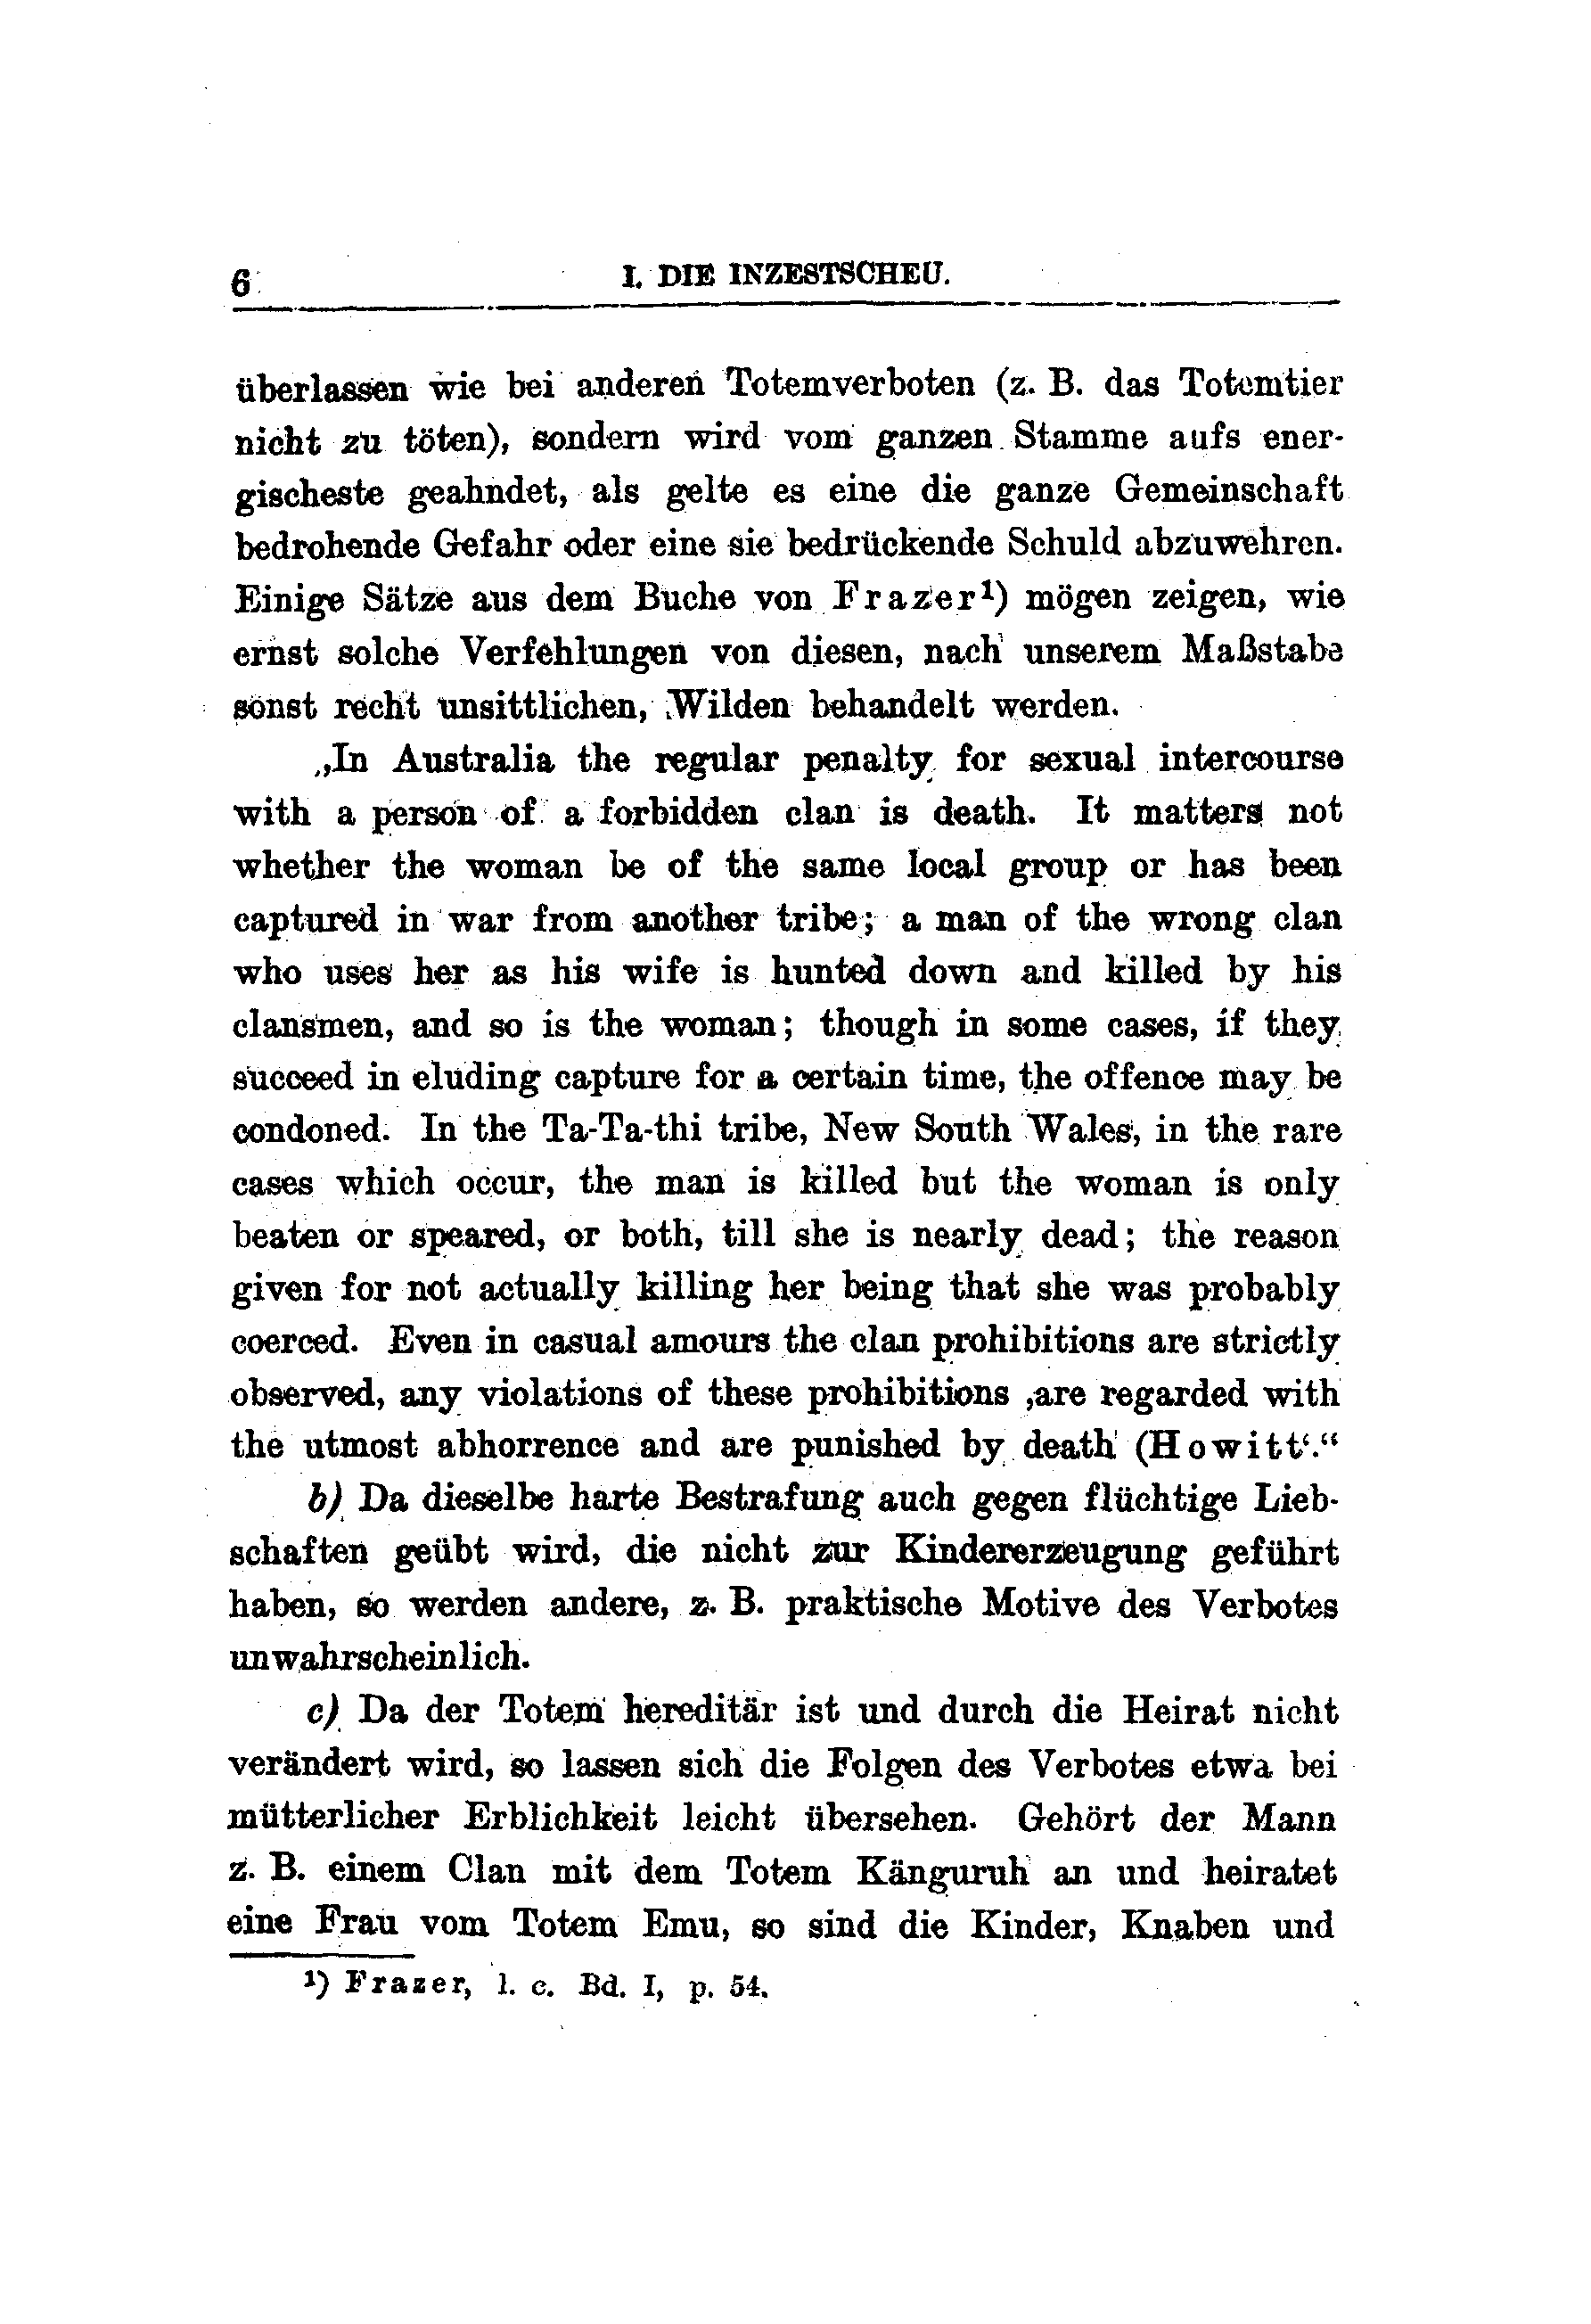 6
I. DIE INZESTSCHEU.
überlassen wie bei anderen Totemverboten (z. B. das Totemtier
nicht zu töten), sondern wird vom ganzen Stamme aufs ener-
gischeste geahndet, als gelte es eine die ganze Gemeinschaft
bedrohende Gefahr oder eine sie bedrückende Schuld abzuwehren.
Einige Sätze aus dem Buche von Frazer¹) mögen zeigen, wie
ernst solche Verfehlungen von diesen, nach unserem Maßstabe
sonst recht unsittlichen, Wilden behandelt werden.
„In Australia the regular penalty for sexual intercourse
with a person of a forbidden clan is death. It matters not
whether the woman be of the same local group or has been
captured in war from another tribe; a man of the wrong clan
who uses her as his wife is hunted down and killed by his
clansmen, and so is the woman; though in some cases, if they
succeed in eluding capture for a certain time, the offence may be
condoned. In the Ta-Ta-thi tribe, New South Wales, in the rare
cases which occur, the man is killed but the woman is only
beaten or speared, or both, till she is nearly dead; the reason
given for not actually killing her being that she was probably
coerced. Even in casual amours the clan prohibitions are strictly
observed, any violations of these prohibitions ‚are regarded with
the utmost abhorrence and are punished by death (Howitt‘.“
b) Da dieselbe harte Bestrafung auch gegen flüchtige Lieb-
schaften geübt wird, die nicht zur Kindererzeugung geführt
haben, so werden andere, z. B. praktische Motive des Verbotes
unwahrscheinlich.
c) Da der Totem hereditär ist und durch die Heirat nicht
verändert wird, so lassen sich die Folgen des Verbotes etwa bei
mütterlicher Erblichkeit leicht übersehen. Gehört der Mann
z. B. einem Clan mit dem Totem Känguruh an und heiratet
eine Frau vom Totem Emu, so sind die Kinder, Knaben und
¹) Frazer, l. c. Bd. I, p. 54.